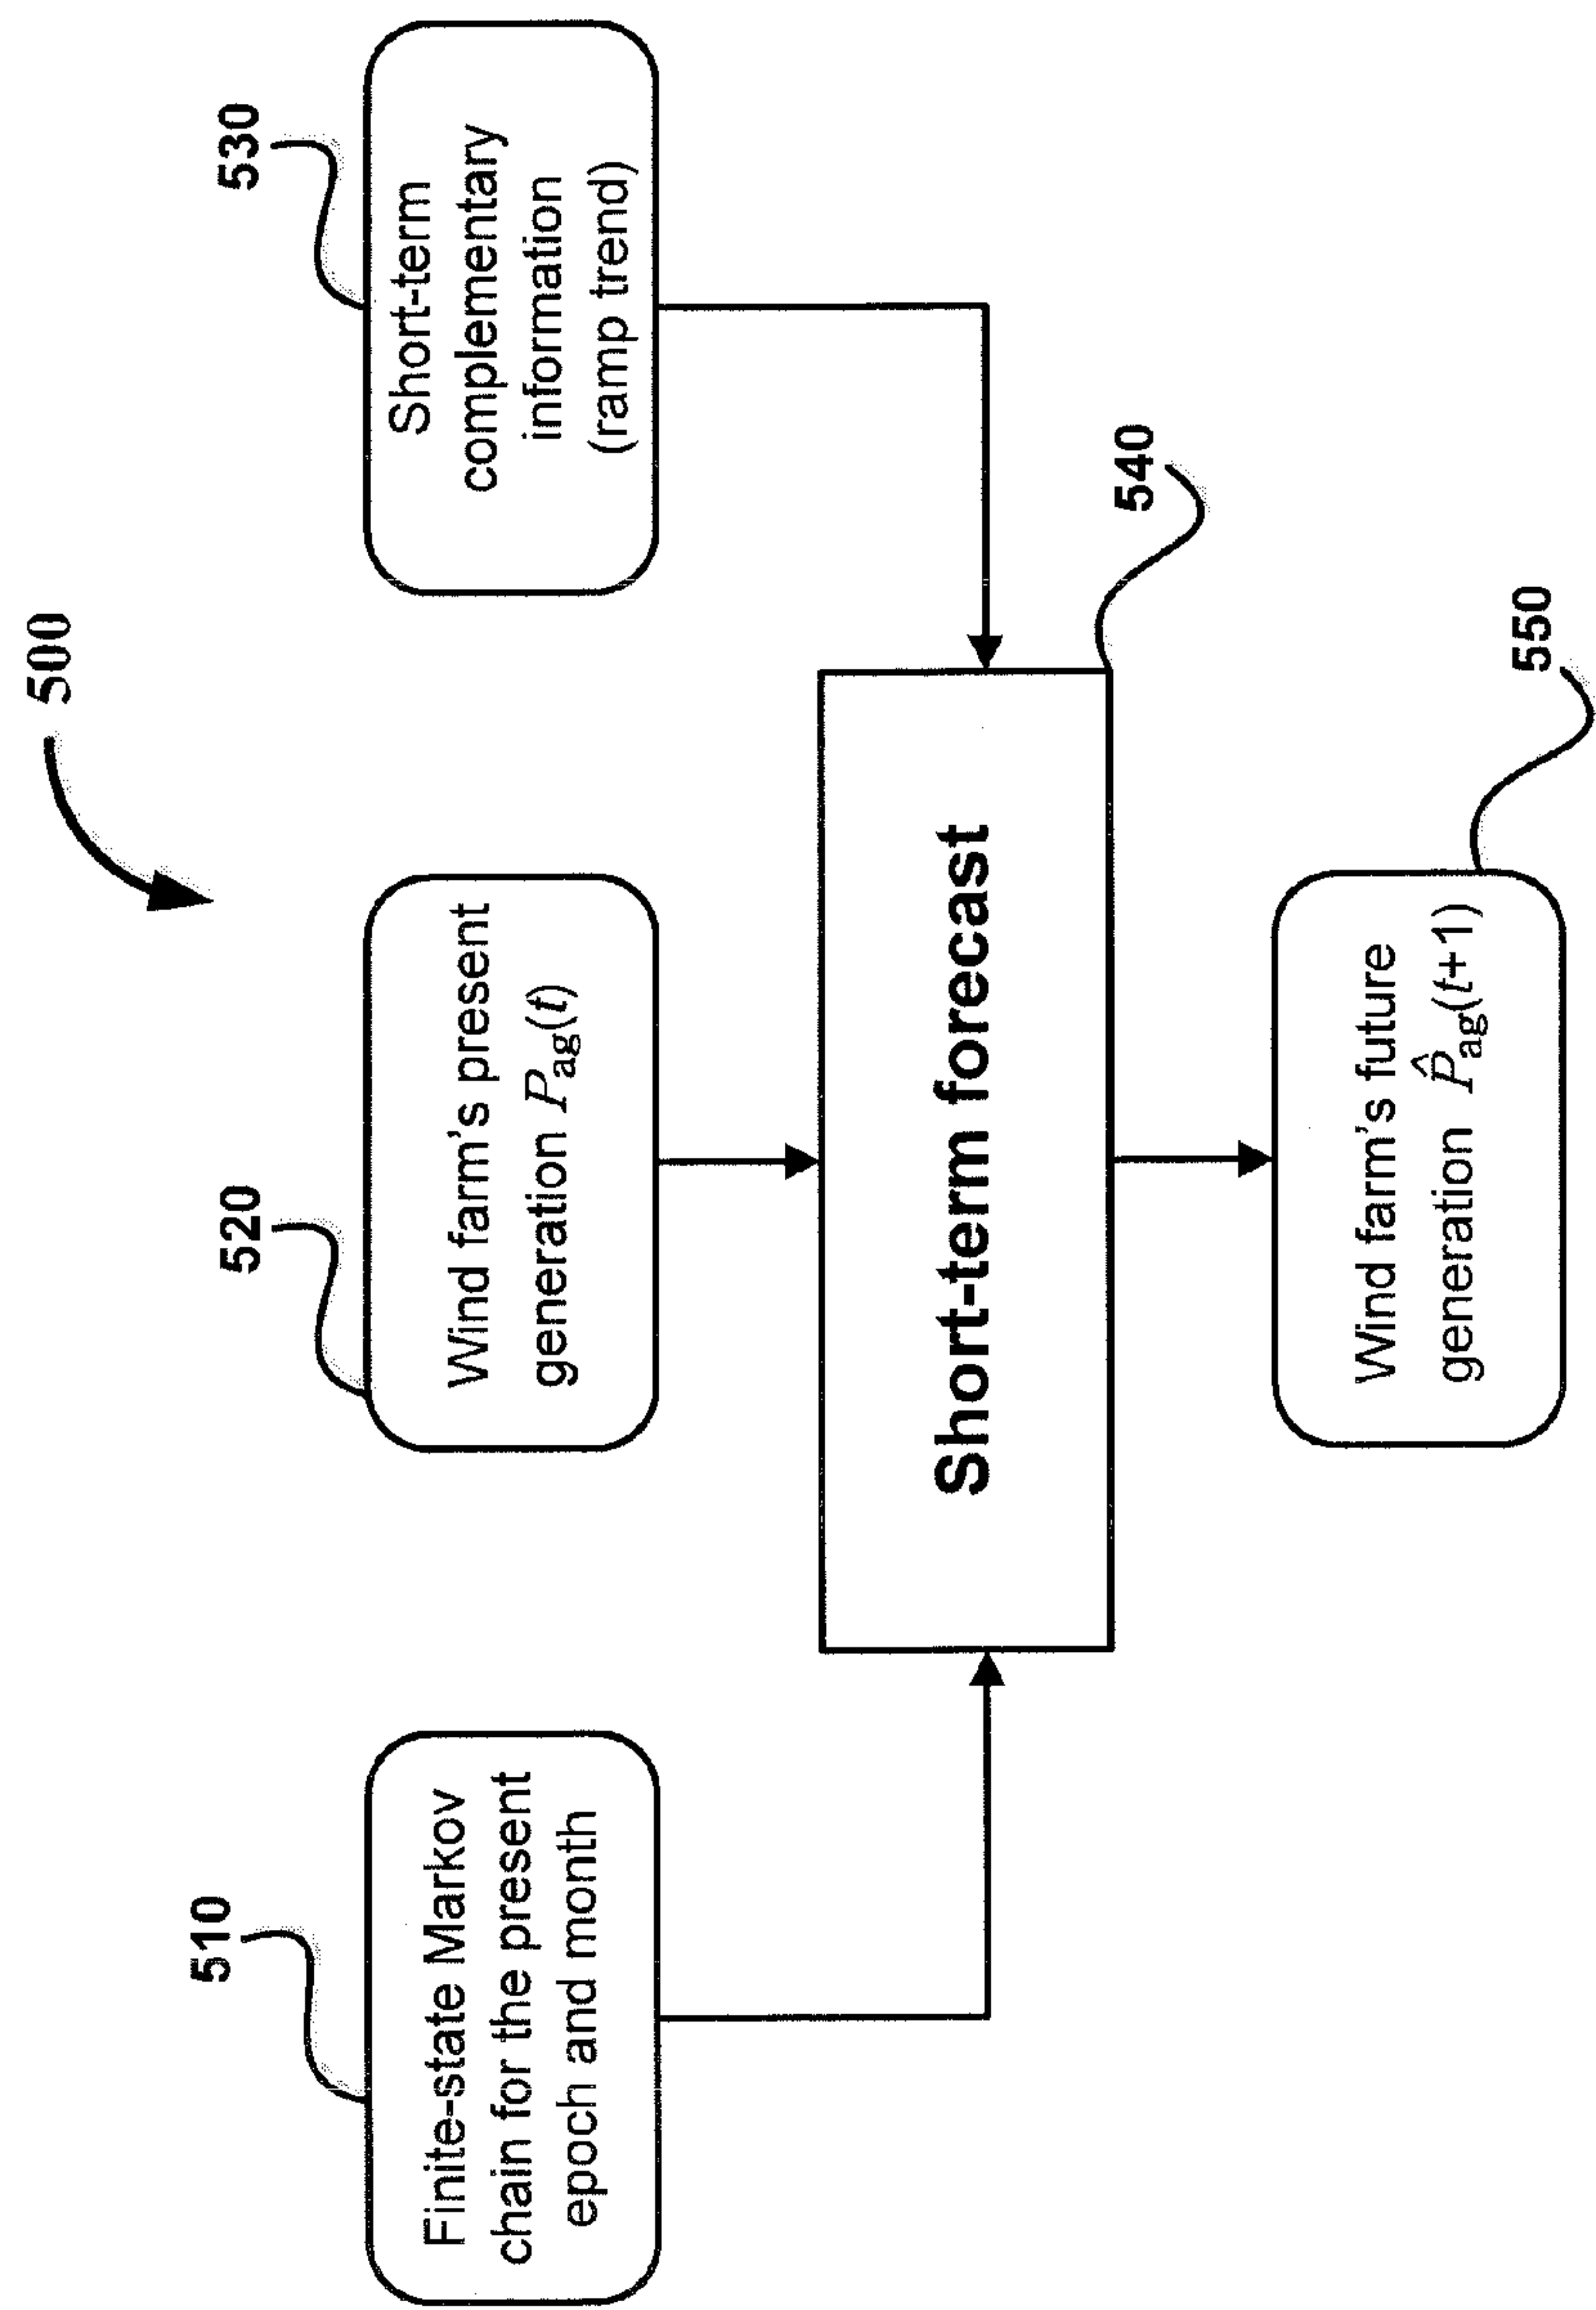 500
510
Finite-state Markov
chain for the present
epoch and month
520
Wind farm's present
generation P_ag(t)
530
Short-term
complementary
information
(ramp trend)
Short-term forecast
540
Wind farm's future
generation P̂_ag(t+1)
550